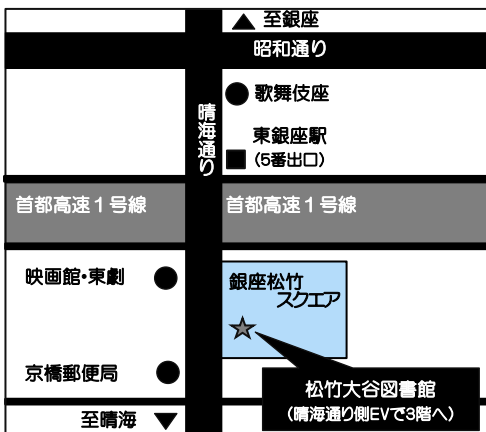 至銀座
昭和通り
歌舞伎座
晴海通り
東銀座駅
(5番出口)
首都高速1号線
首都高速1号線
映画館・東劇
銀座松竹
スクエア
京橋郵便局
松竹大谷図書館
(晴海通り側EVで3階へ)
至晴海